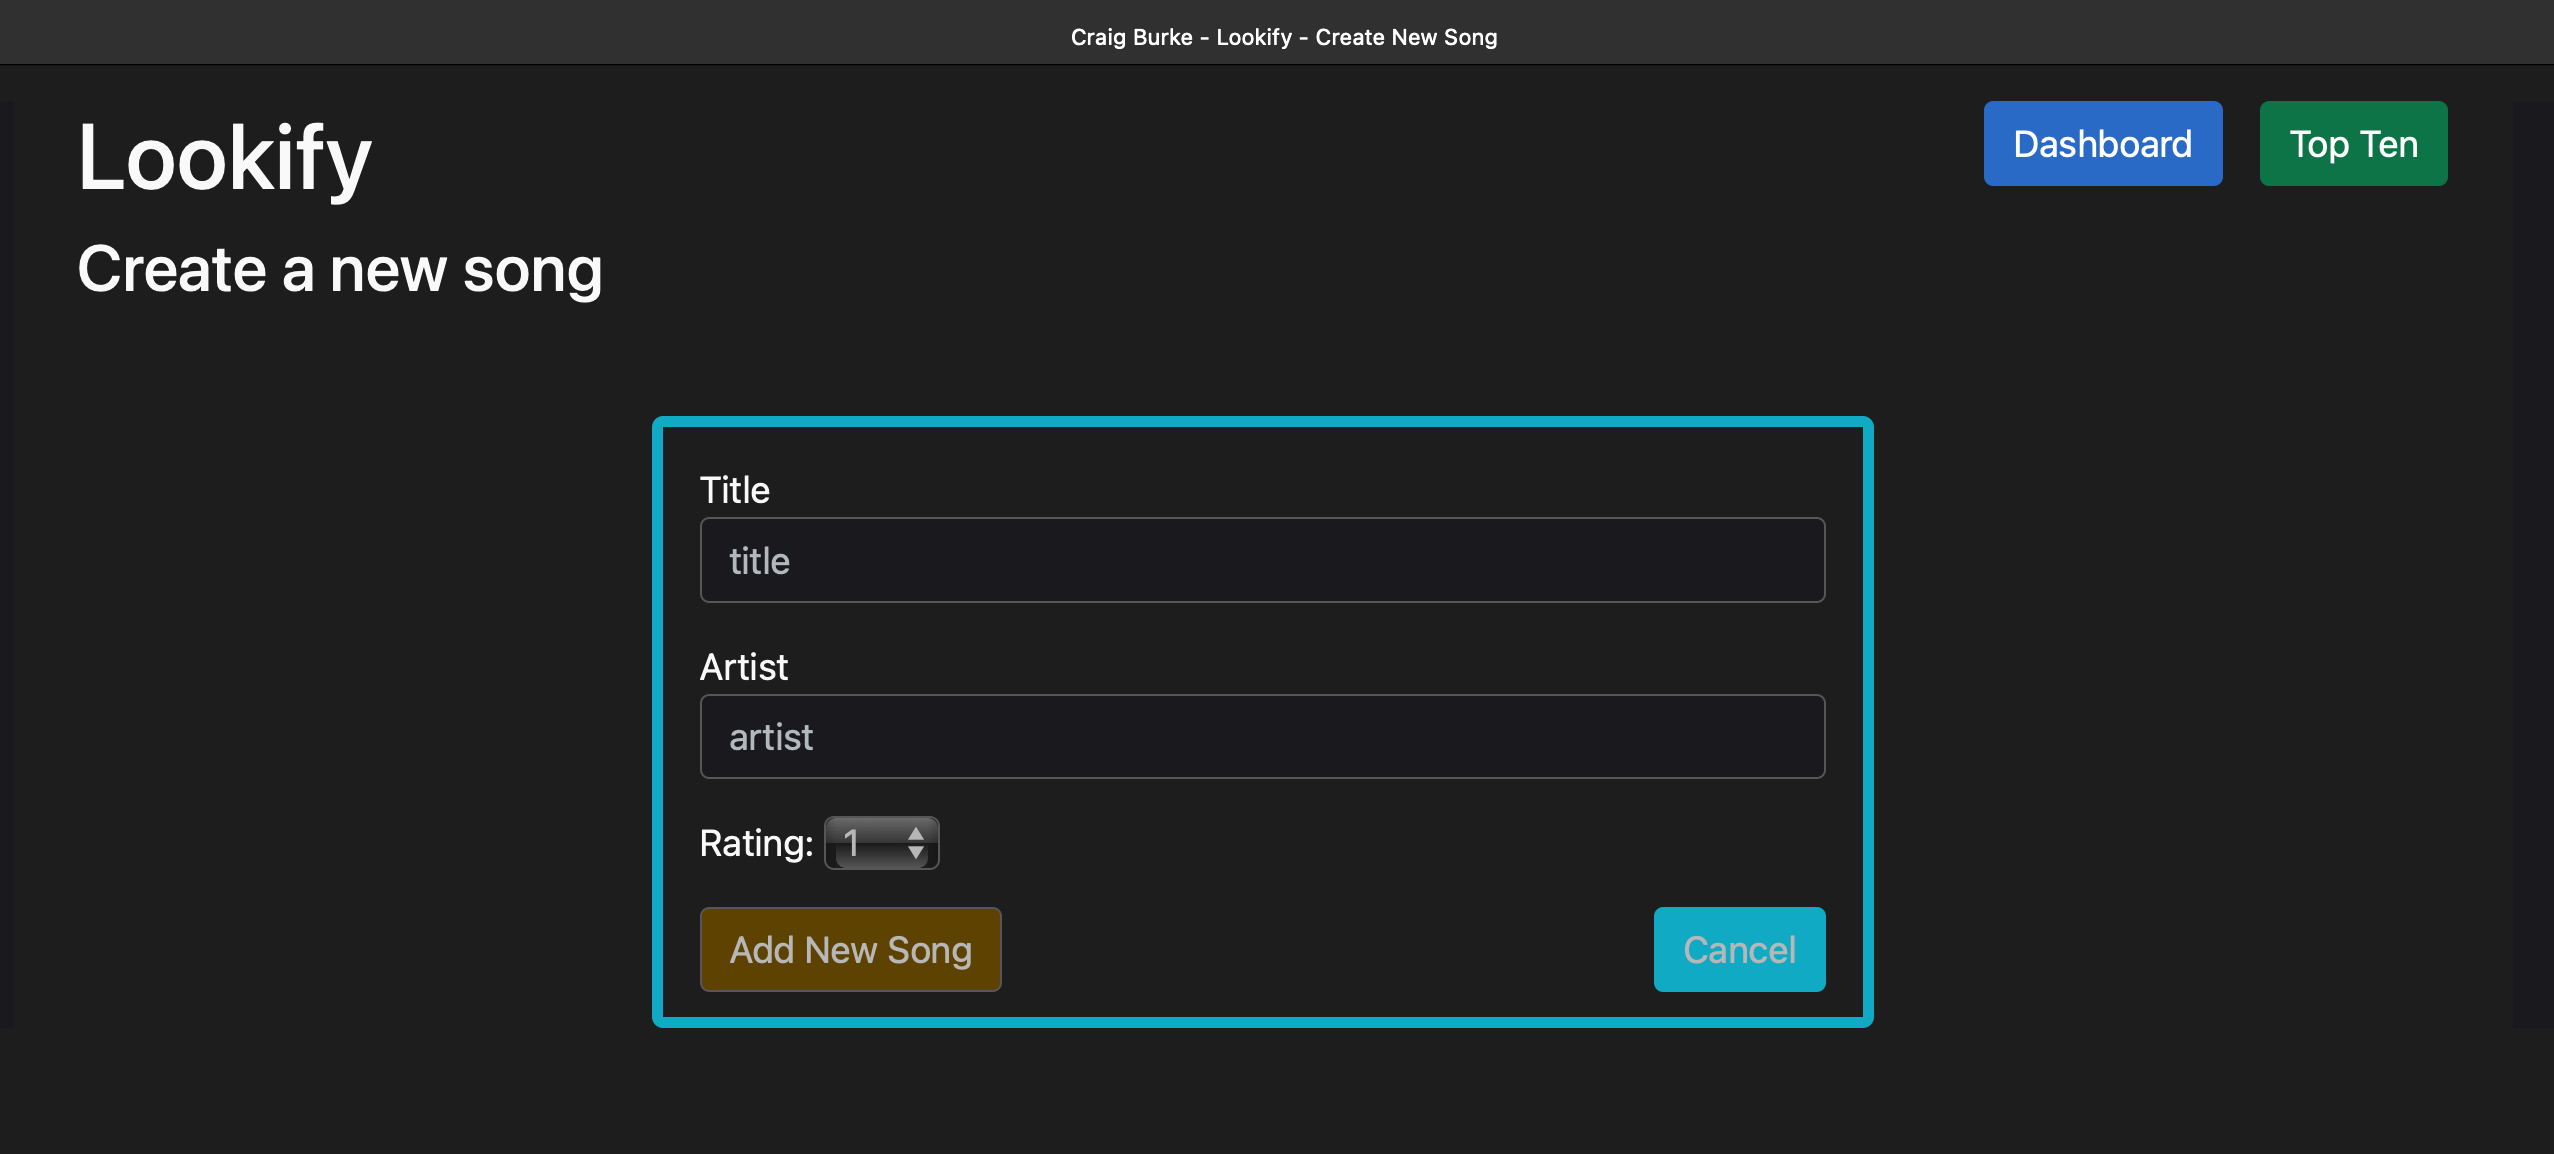 Craig Burke - Lookify - Create New Song
Lookify
Dashboard
Top Ten
Create a new song
Title
title
Artist
artist
Rating: 1
Add New Song
Cancel